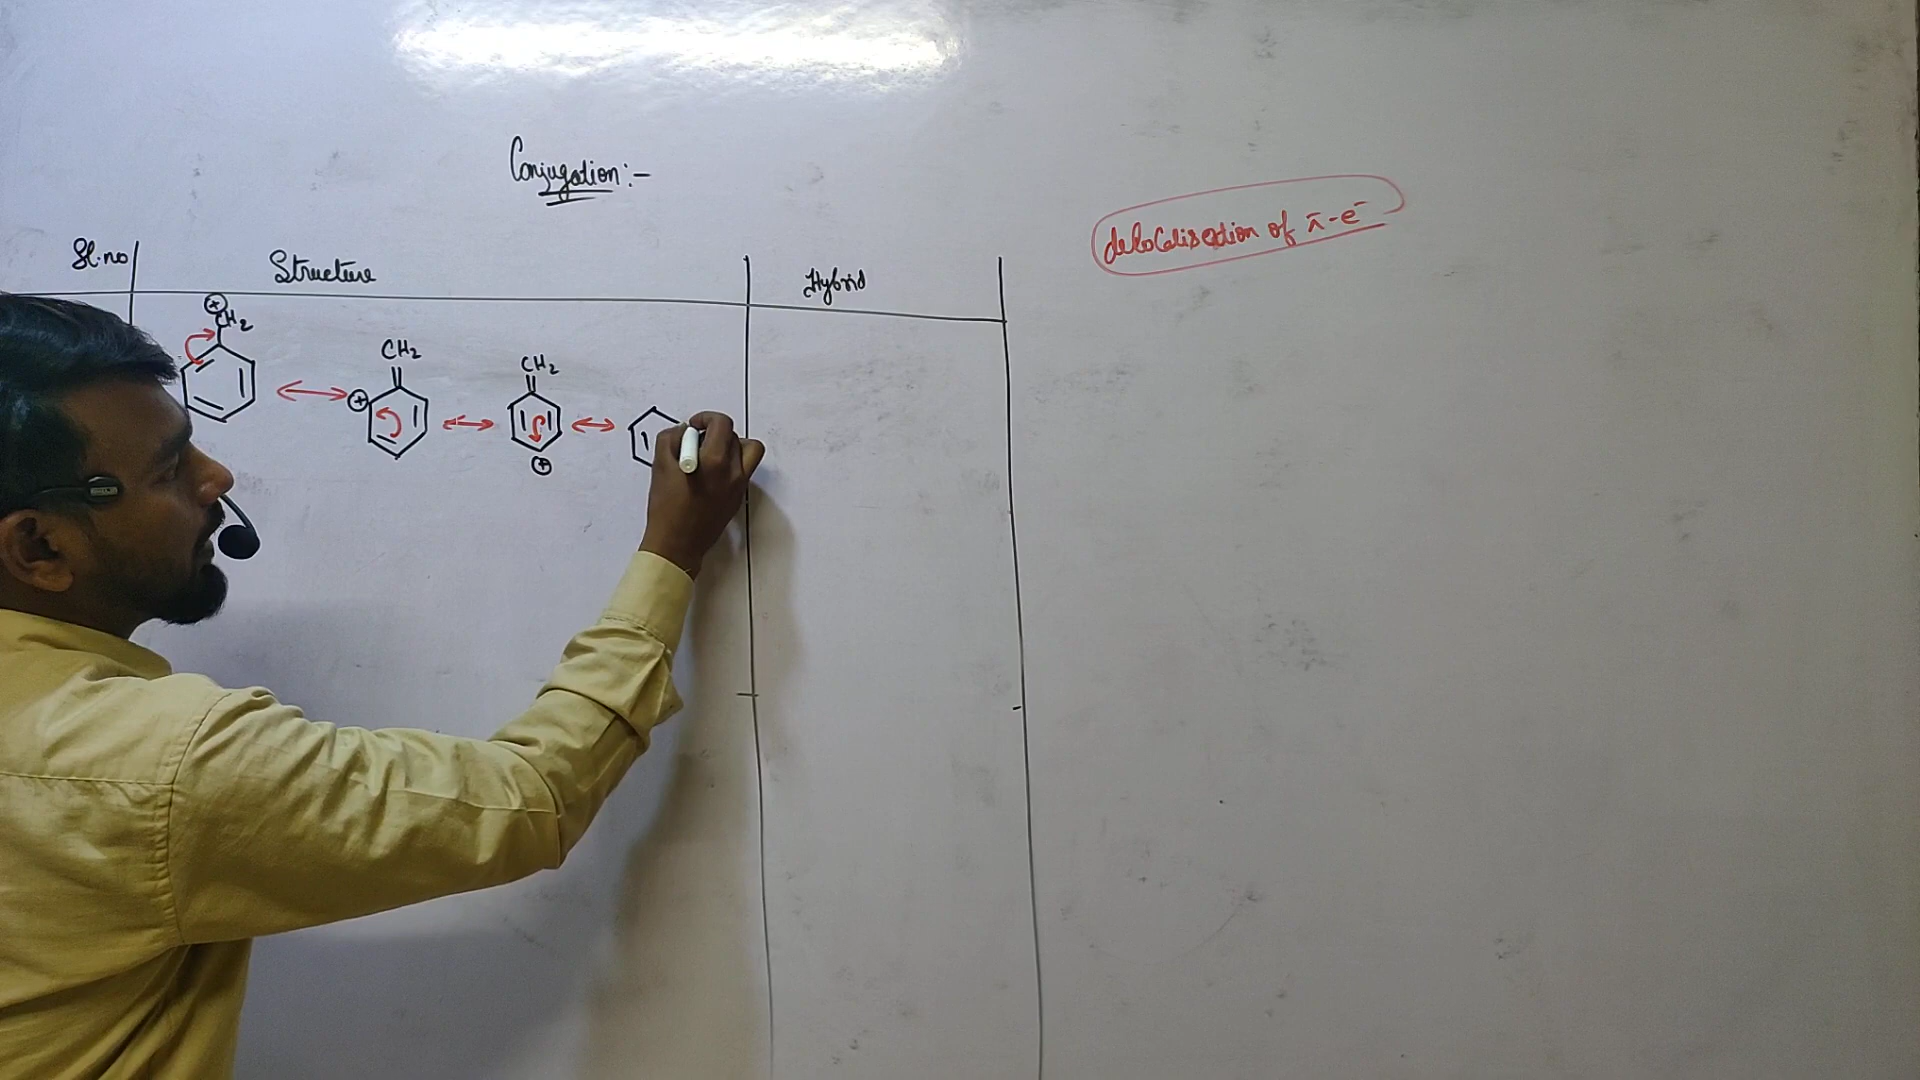 Conjugation:-
delocalisation of π-e⁻
Sl.no
Structure
Hybrid
⊕
CH₂
CH₂
CH₂
⊕
⊕